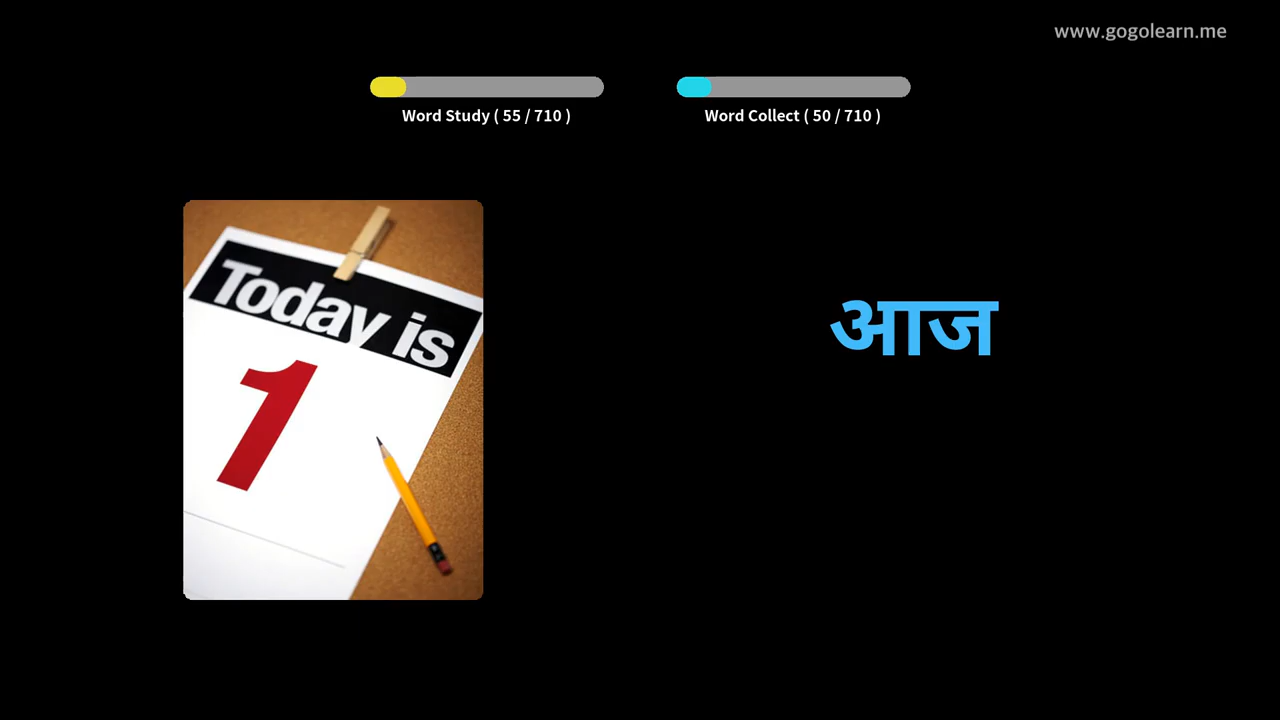 www.gogolearn.me
Word Study ( 55 / 710 )
Word Collect ( 50 / 710 )
Today is
1
आज